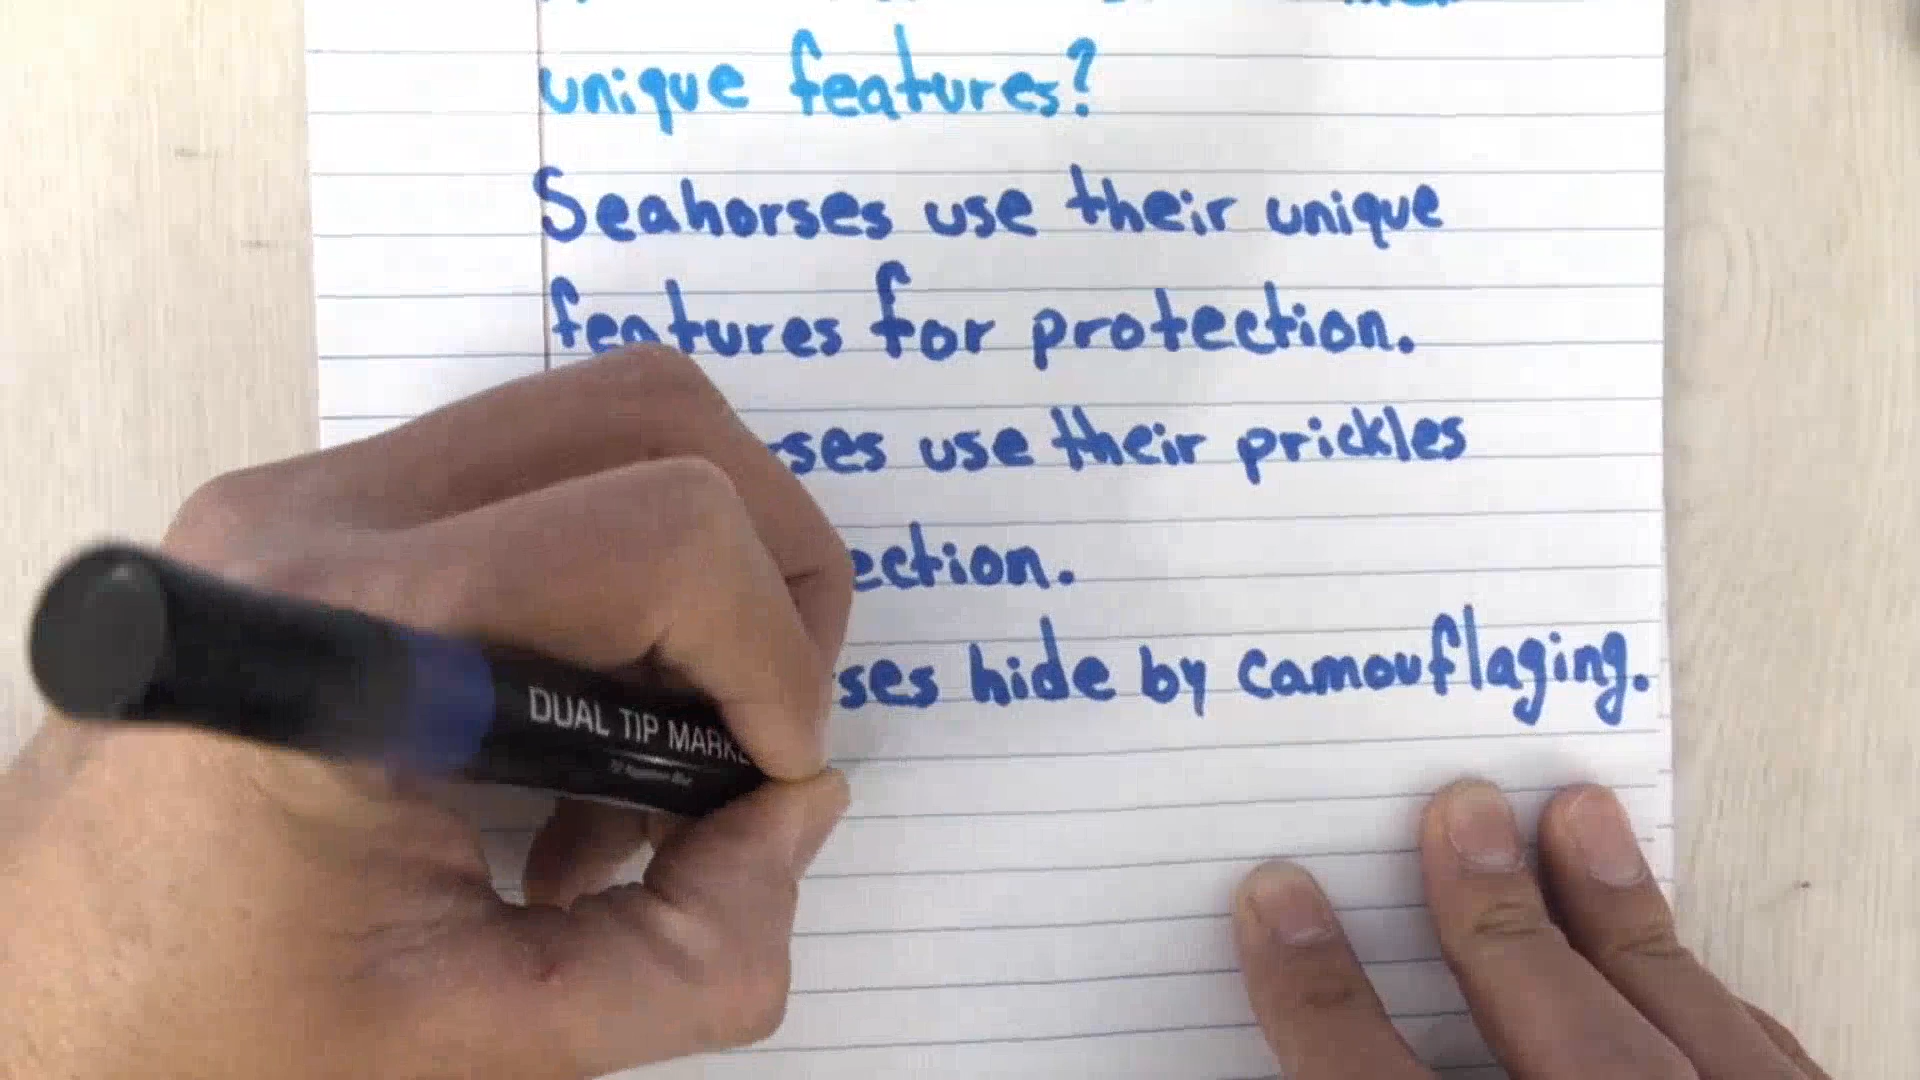 unique features?
Seahorses use their unique
features for protection.
ses use their prickles
ection.
ses hide by camouflaging.
DUAL TIP MARK